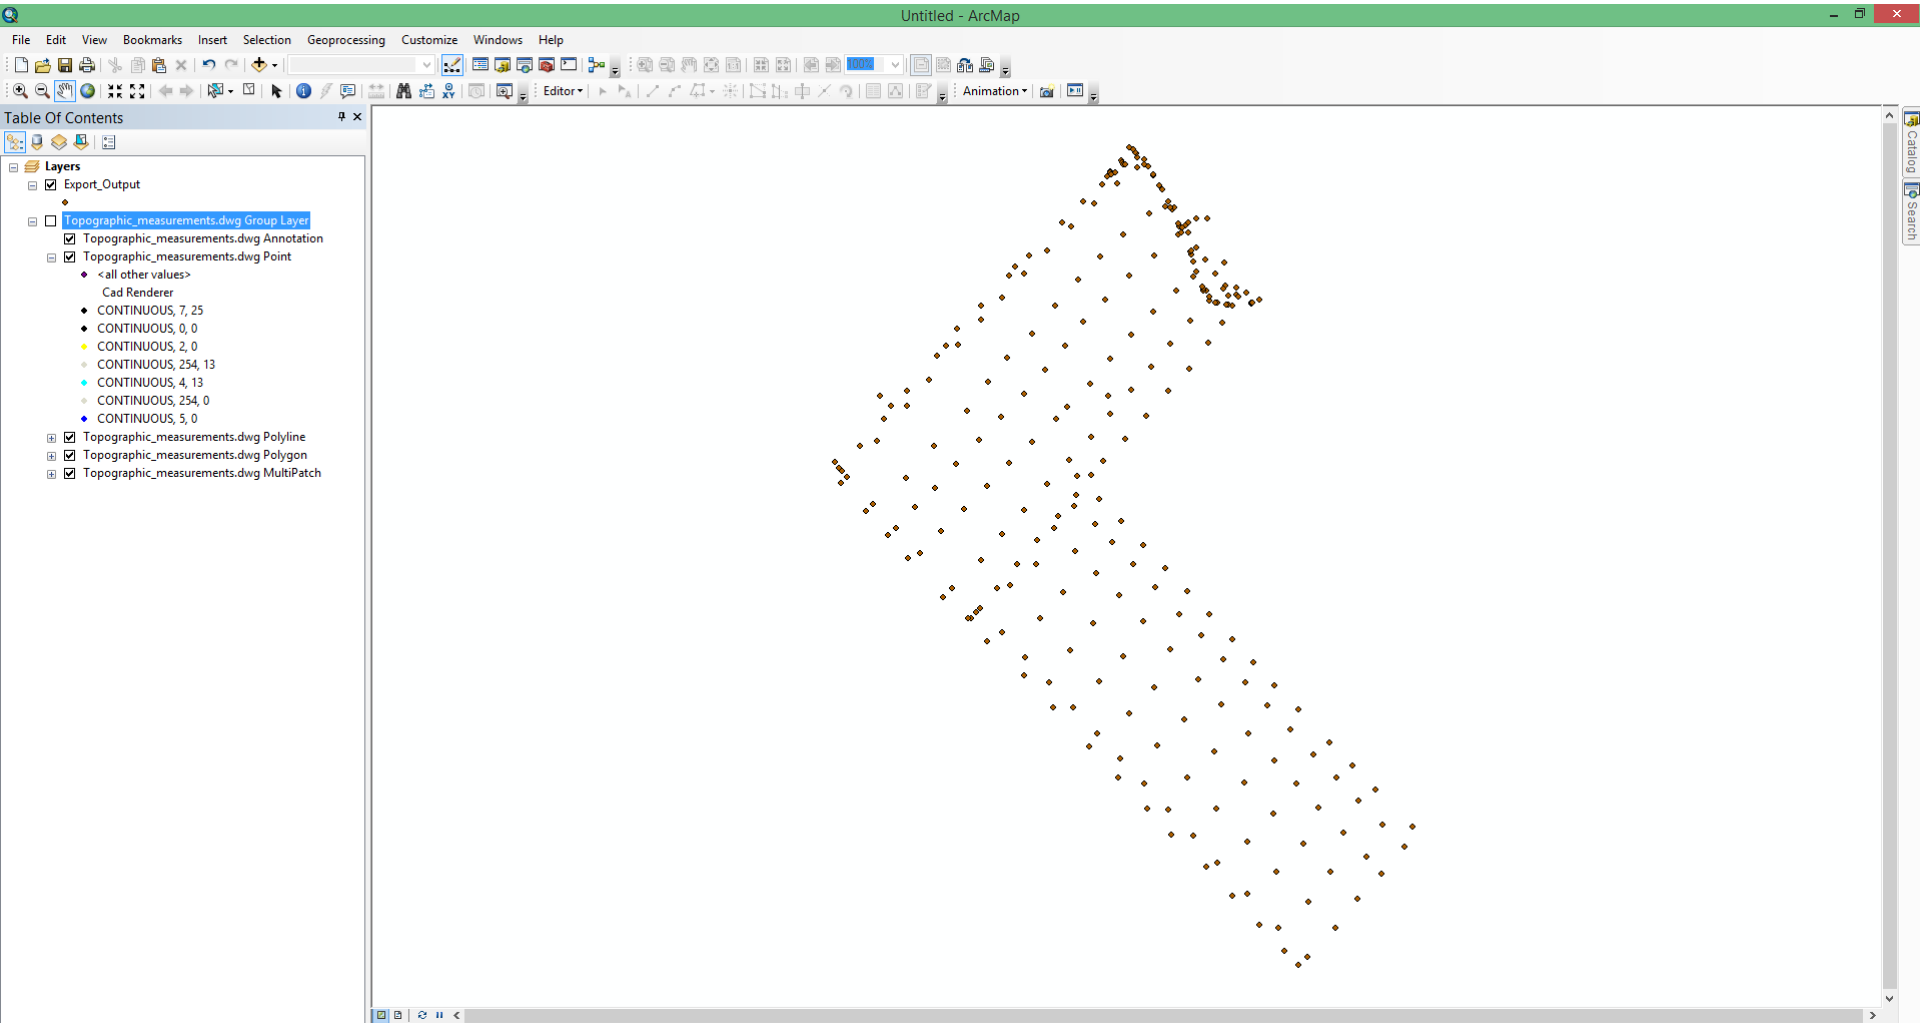 Untitled - ArcMap
File Edit View Bookmarks Insert Selection Geoprocessing Customize Windows Help
100%
Editor Animation
Table Of Contents
Layers
Export_Output
Topographic_measurements.dwg Group Layer
Topographic_measurements.dwg Annotation
Topographic_measurements.dwg Point
<all other values>
Cad Renderer
CONTINUOUS, 7, 25
CONTINUOUS, 0, 0
CONTINUOUS, 2, 0
CONTINUOUS, 254, 13
CONTINUOUS, 4, 13
CONTINUOUS, 254, 0
CONTINUOUS, 5, 0
Topographic_measurements.dwg Polyline
Topographic_measurements.dwg Polygon
Topographic_measurements.dwg MultiPatch
Catalog
Search